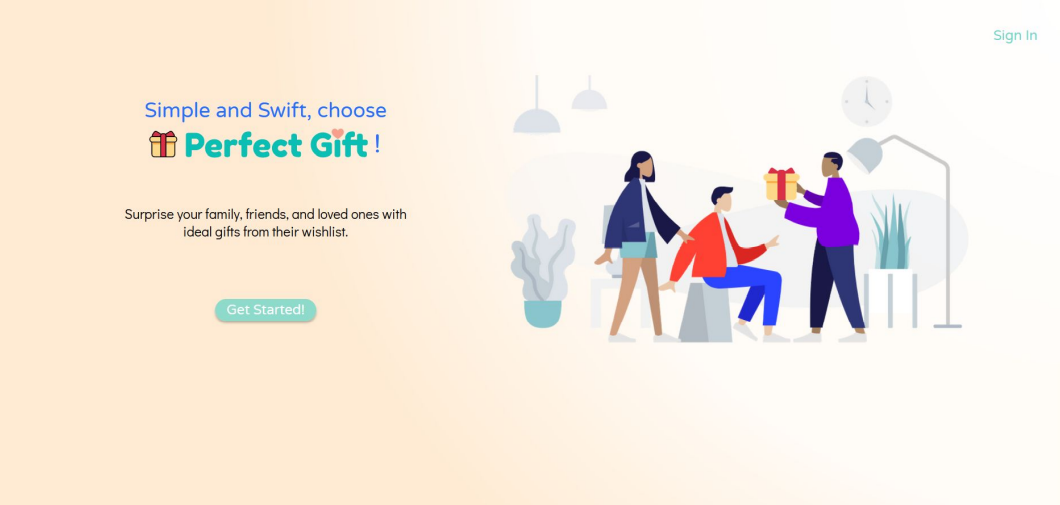 Sign In
Simple and Swift, choose
Perfect Gift !
Surprise your family, friends, and loved ones with
ideal gifts from their wishlist.
Get Started!